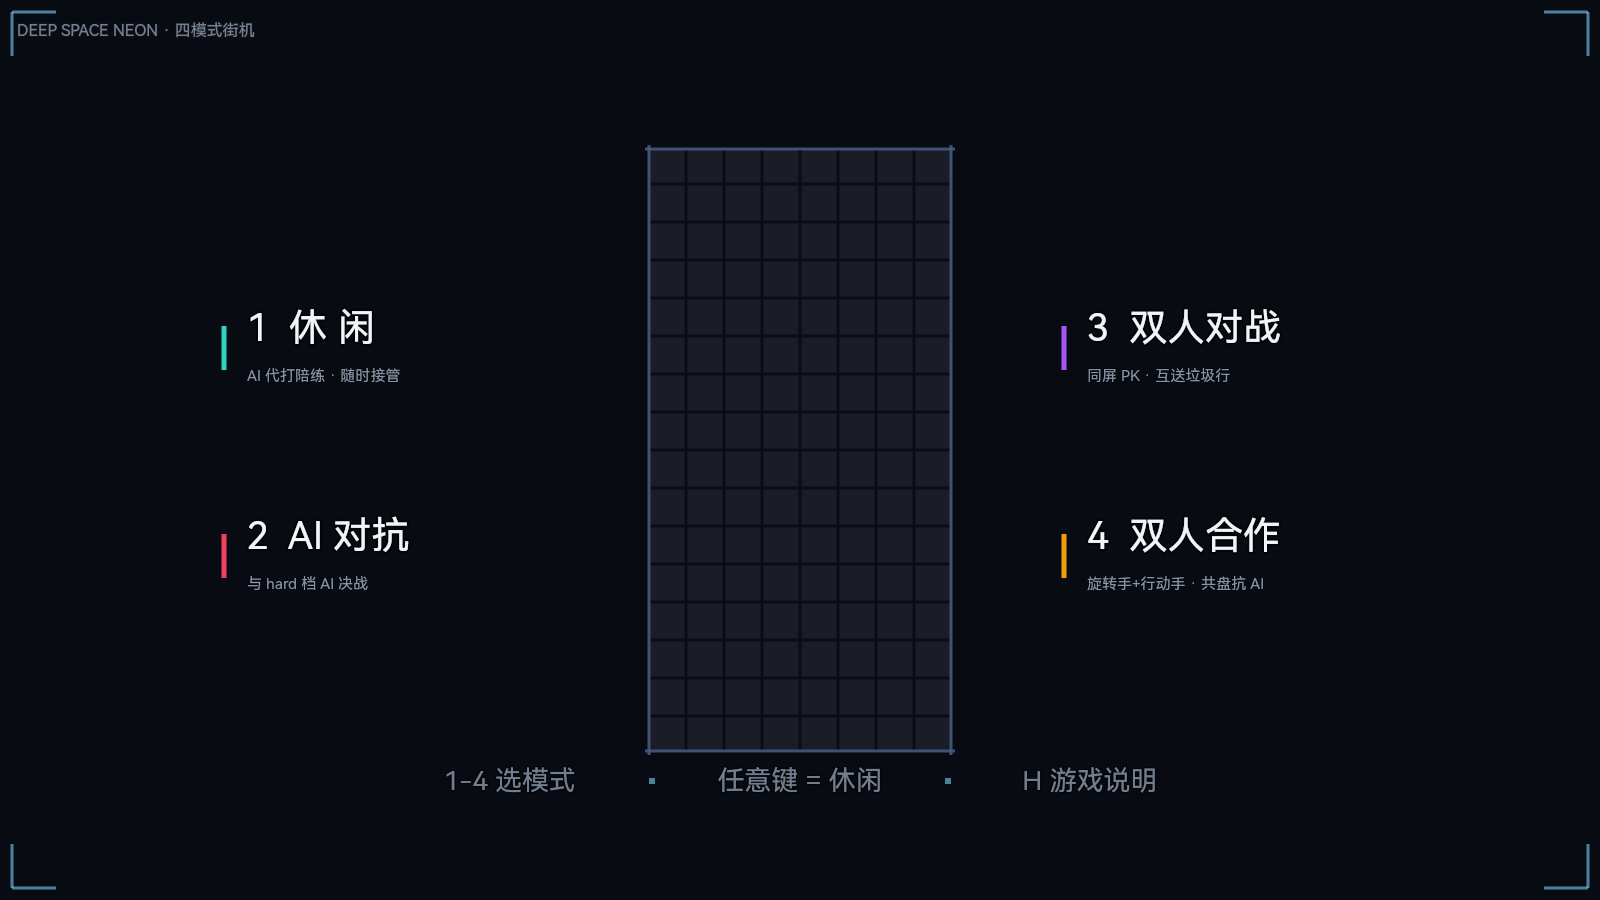 DEEP SPACE NEON · 四模式街机
1 休 闲
AI 代打陪练 · 随时接管
2 AI 对抗
与 hard 档 AI 决战
3 双人对战
同屏 PK · 互送垃圾行
4 双人合作
旋转手+行动手 · 共盘抗 AI
1-4 选模式 ▪ 任意键 = 休闲 ▪ H 游戏说明